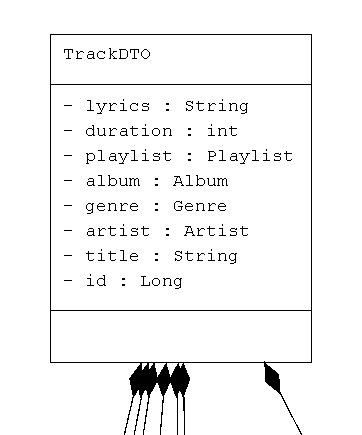 TrackDTO
- lyrics : String
- duration : int
- playlist : Playlist
- album : Album
- genre : Genre
- artist : Artist
- title : String
- id : Long